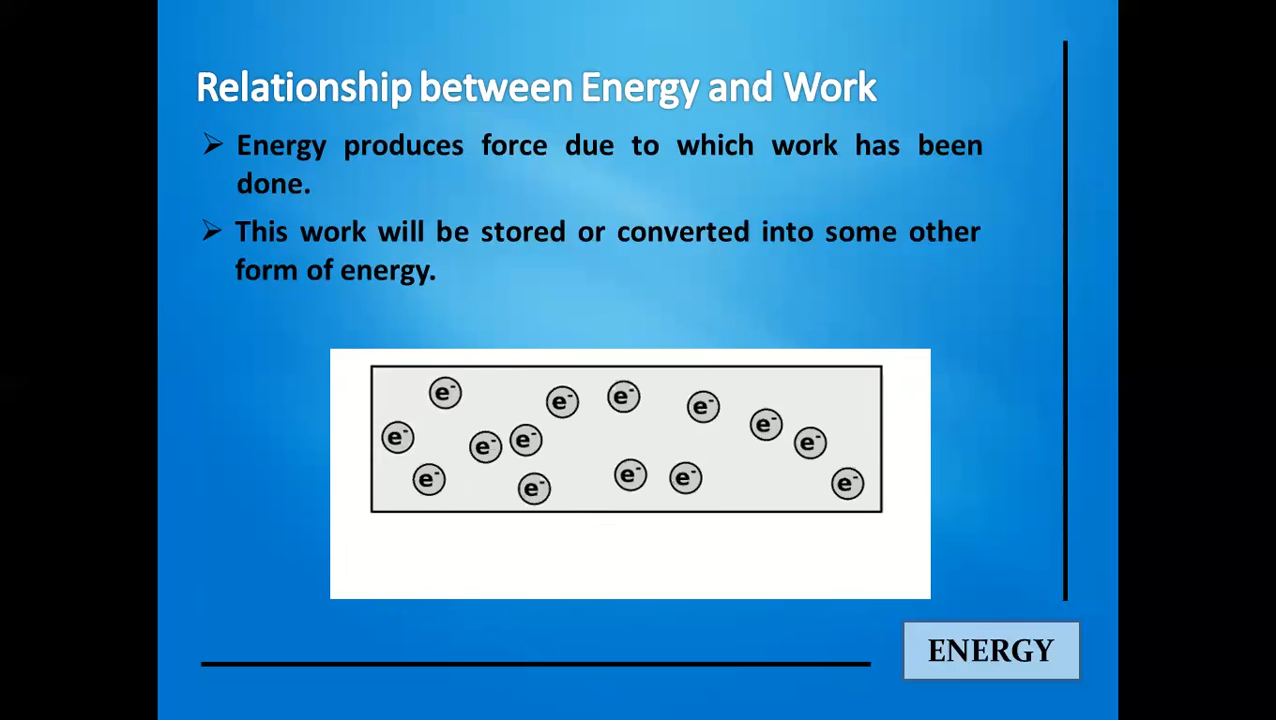 Relationship between Energy and Work
➢ Energy produces force due to which work has been
done.
➢ This work will be stored or converted into some other
form of energy.
e- e- e- e-
e- e-
e- e- e-
e- e- e- e- e-
e-
ENERGY